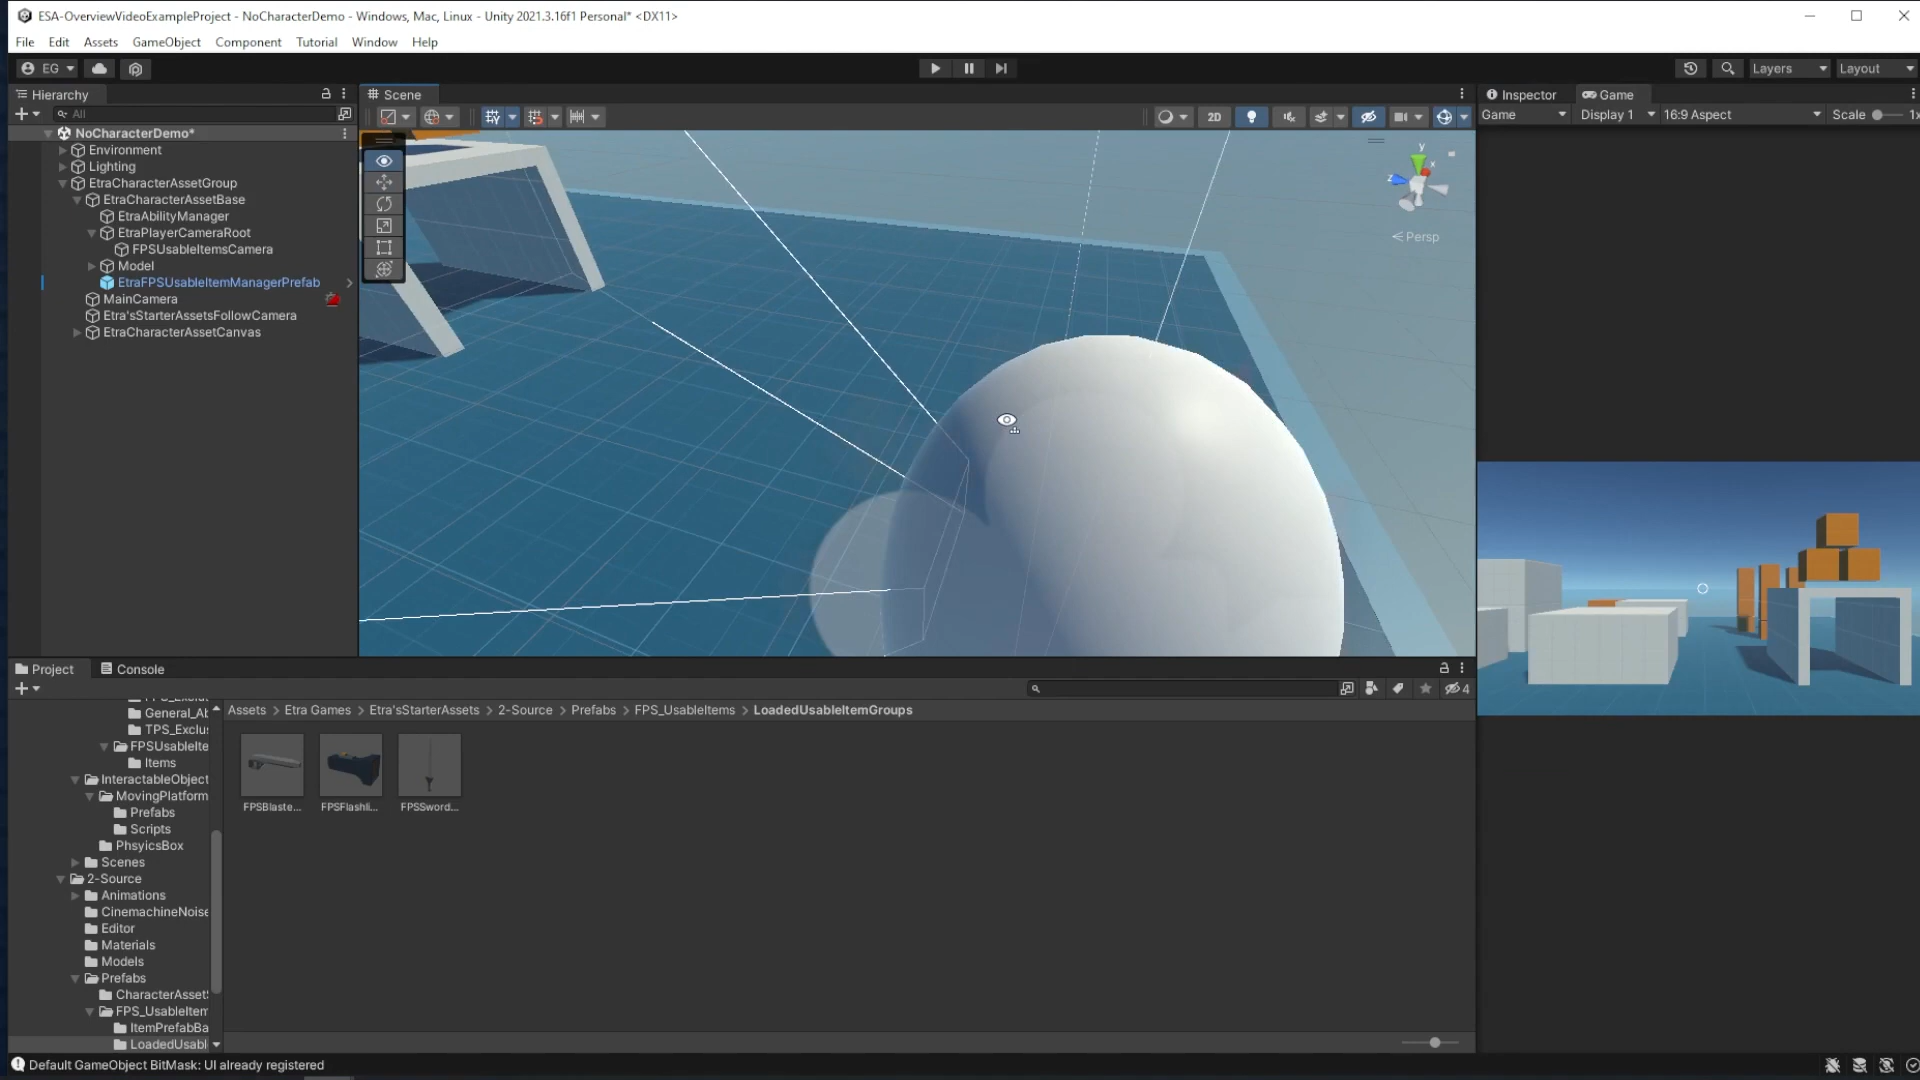 ESA-OverviewVideoExampleProject - NoCharacterDemo - Windows, Mac, Linux - Unity 2021.3.16f1 Personal* <DX11>
File Edit Assets GameObject Component Tutorial Window Help
EG
Layers Layout
Hierarchy
Scene
Inspector Game
All
2D
Game Display 1 16:9 Aspect Scale 1x
NoCharacterDemo*
Environment
Lighting
EtraCharacterAssetGroup
EtraCharacterAssetBase
EtraAbilityManager
EtraPlayerCameraRoot
FPSUsableItemsCamera
Model
EtraFPSUsableItemManagerPrefab
MainCamera
Etra'sStarterAssetsFollowCamera
EtraCharacterAssetCanvas
y
x
z
Persp
Project Console
4
General_Ab
TPS_Exclu
FPSUsableIte
Items
InteractableObject
MovingPlatform
Prefabs
Scripts
PhsyicsBox
Scenes
2-Source
Animations
CinemachineNoise
Editor
Materials
Models
Prefabs
CharacterAsset
FPS_UsableItem
ItemPrefabBa
LoadedUsabl
Assets > Etra Games > Etra'sStarterAssets > 2-Source > Prefabs > FPS_UsableItems > LoadedUsableItemGroups
FPSBlaste... FPSFlashli... FPSSword...
Default GameObject BitMask: UI already registered